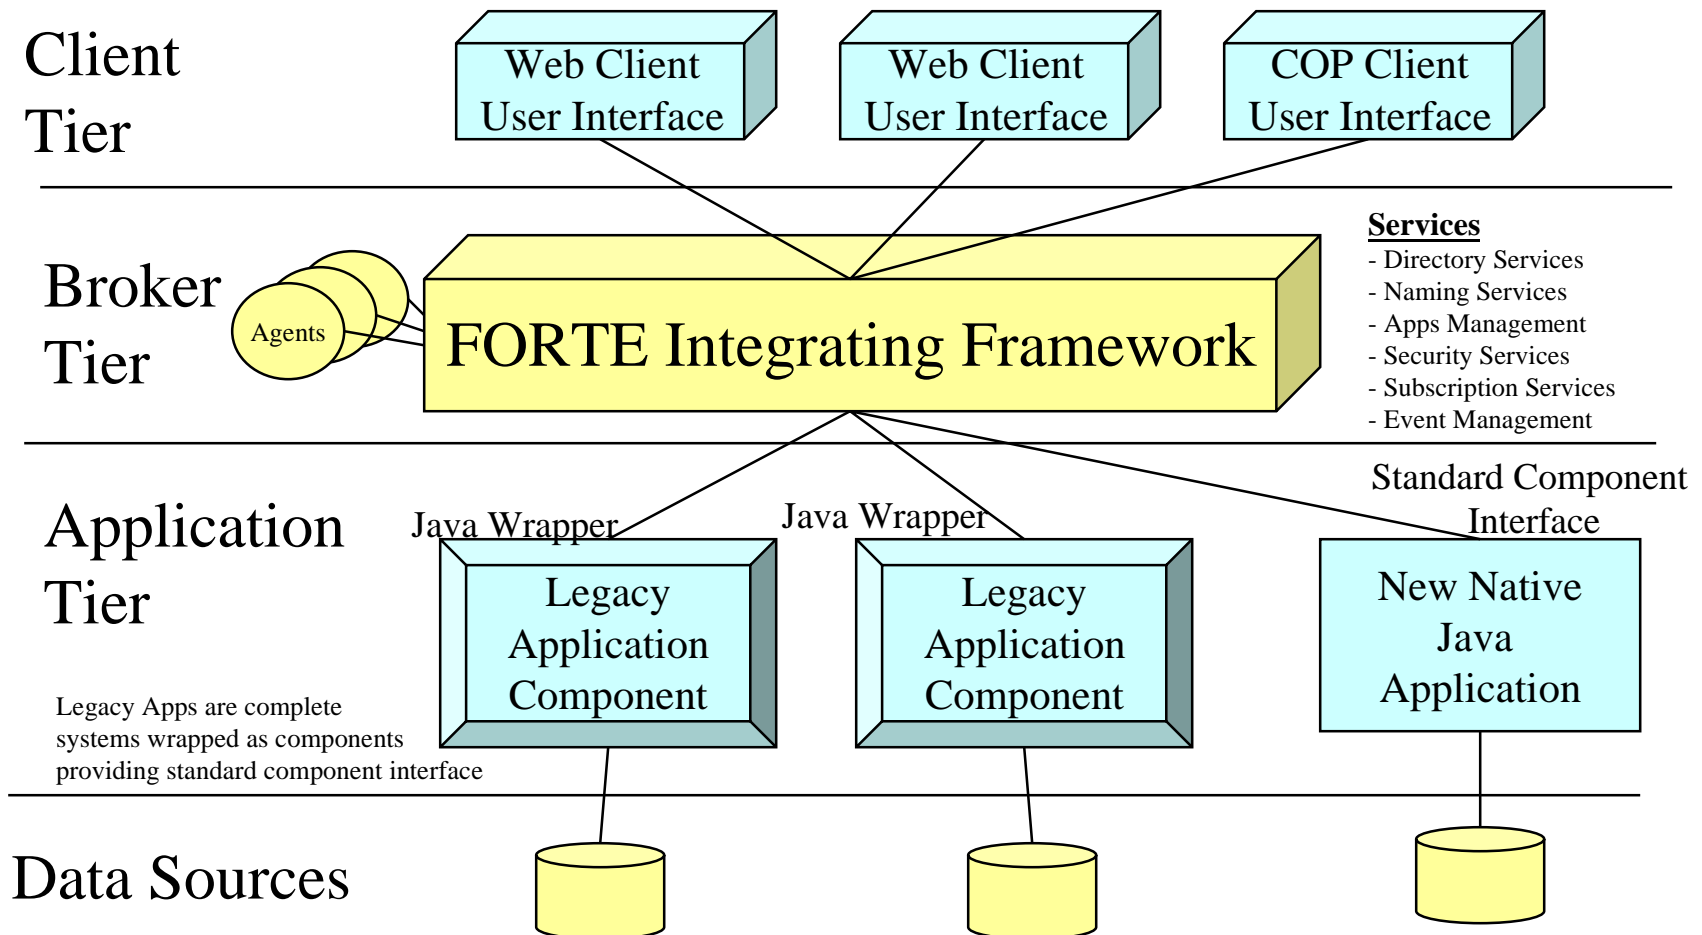 Client
Tier
Web Client
User Interface
Web Client
User Interface
COP Client
User Interface
Broker
Tier
Agents
FORTE Integrating Framework
Services
- Directory Services
- Naming Services
- Apps Management
- Security Services
- Subscription Services
- Event Management
Application
Tier
Java Wrapper
Java Wrapper
Standard Component
Interface
Legacy
Application
Component
Legacy
Application
Component
New Native
Java
Application
Legacy Apps are complete
systems wrapped as components
providing standard component interface
Data Sources